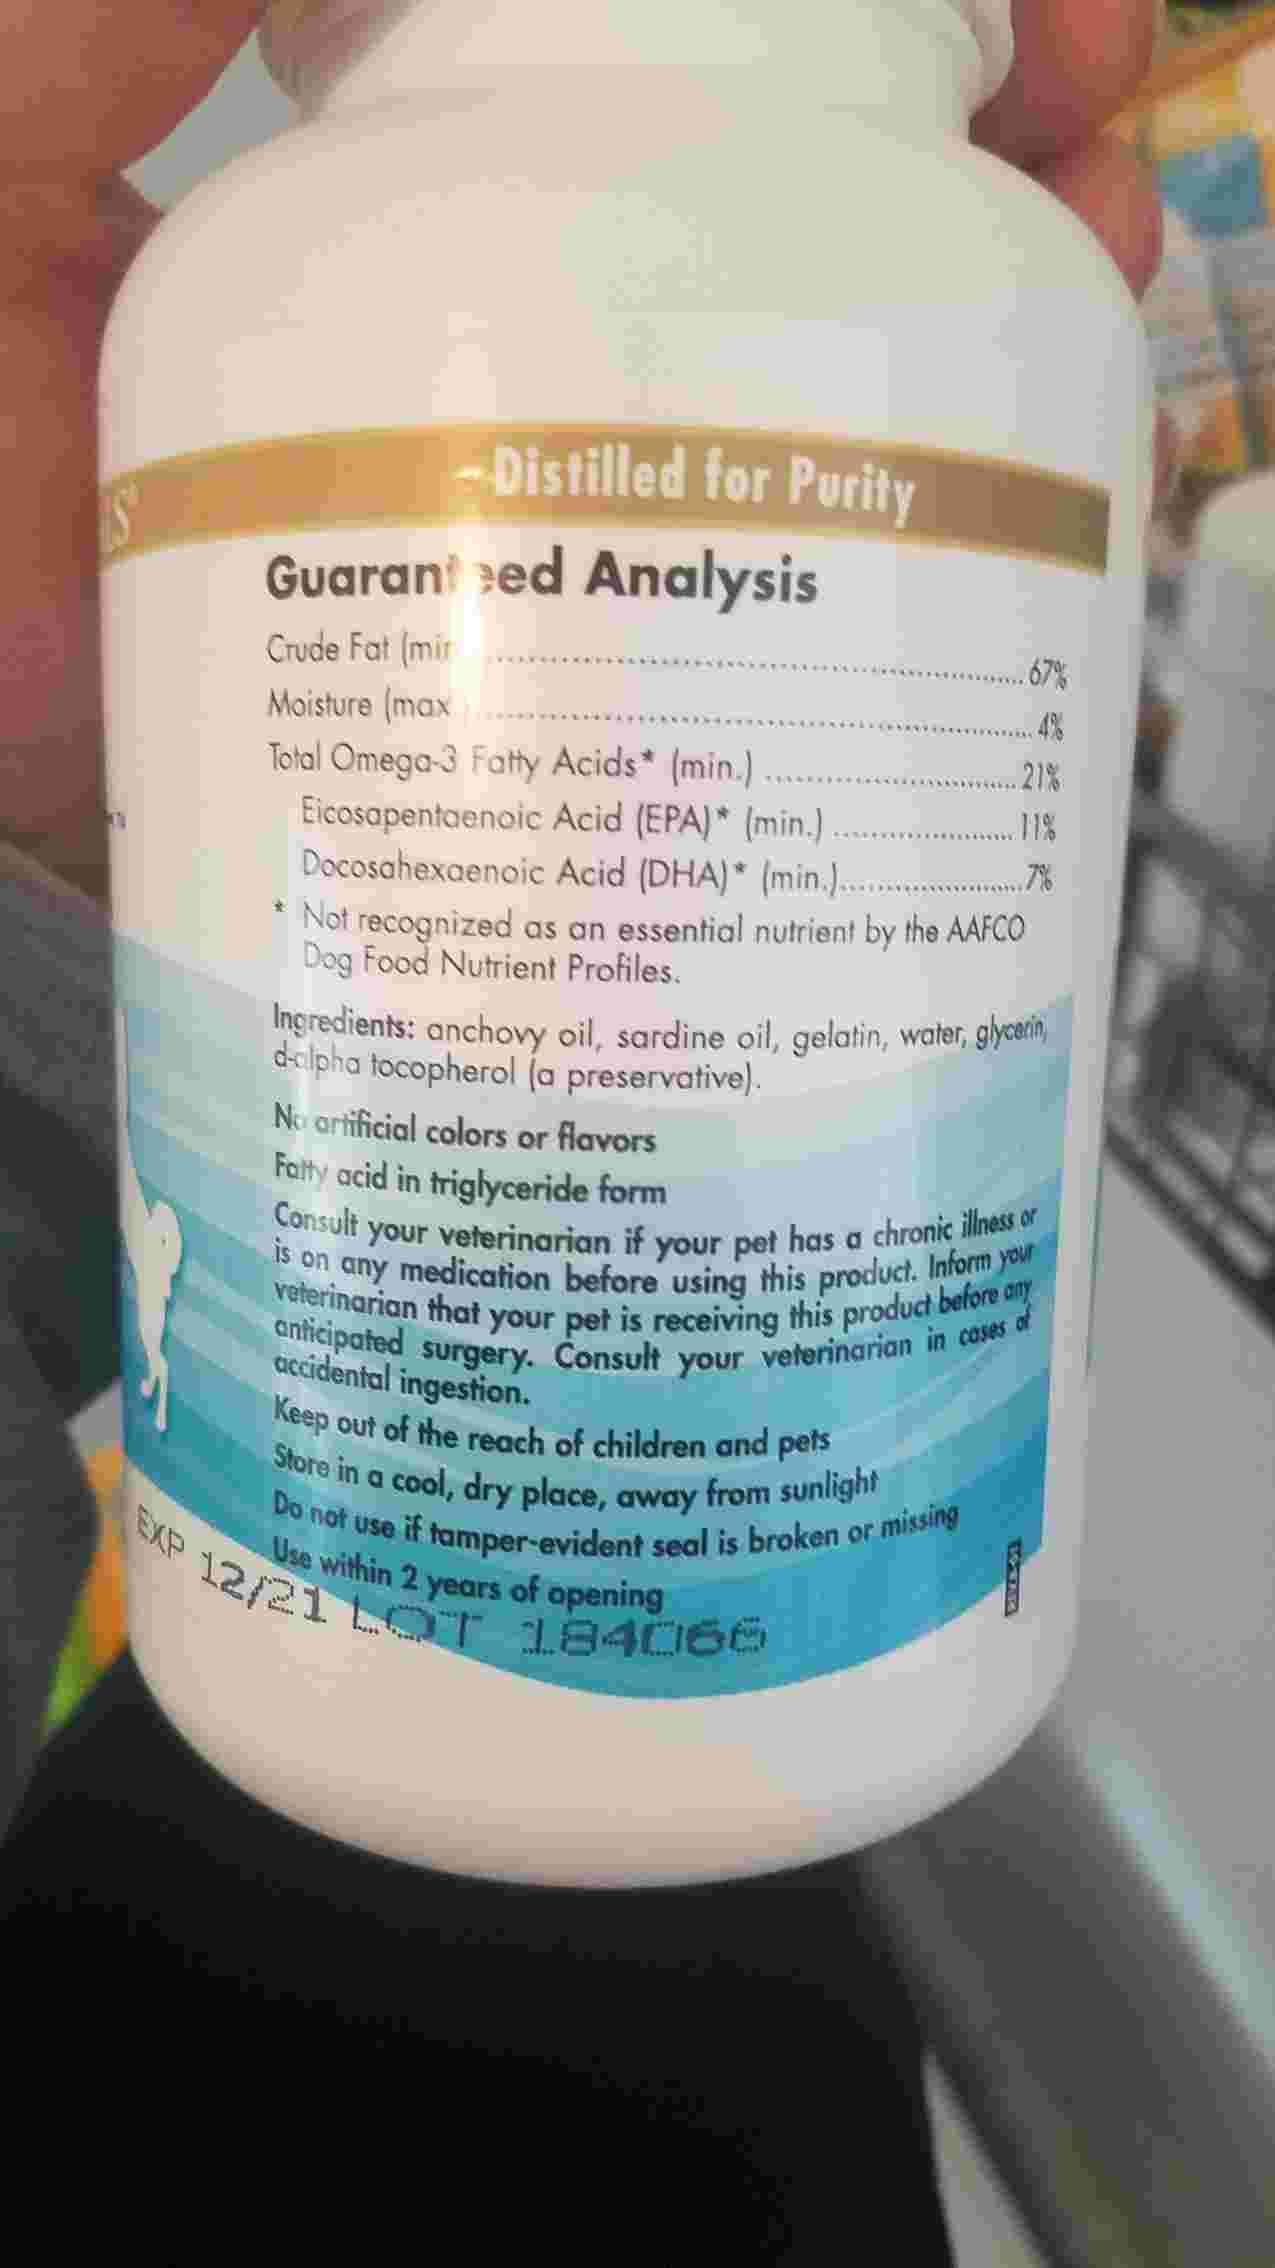 Distilled for Purity
Guaranteed Analysis
Crude Fat (min ........ 67%
Moisture (max ........ 4%
Total Omega-3 Fatty Acids* (min.) ........ 21%
Eicosapentaenoic Acid (EPA)* (min.) ........ 11%
Docosahexaenoic Acid (DHA)* (min.)........ 7%
* Not recognized as an essential nutrient by the AAFCO
Dog Food Nutrient Profiles.
Ingredients: anchovy oil, sardine oil, gelatin, water, glycerin,
d-alpha tocopherol (a preservative).
No artificial colors or flavors
Fatty acid in triglyceride form
Consult your veterinarian if your pet has a chronic illness or
is on any medication before using this product. Inform your
veterinarian that your pet is receiving this product before any
anticipated surgery. Consult your veterinarian in cases of
accidental ingestion.
Keep out of the reach of children and pets
Store in a cool, dry place, away from sunlight
Do not use if tamper-evident seal is broken or missing
Use within 2 years of opening
EXP 12/21 LOT 184066